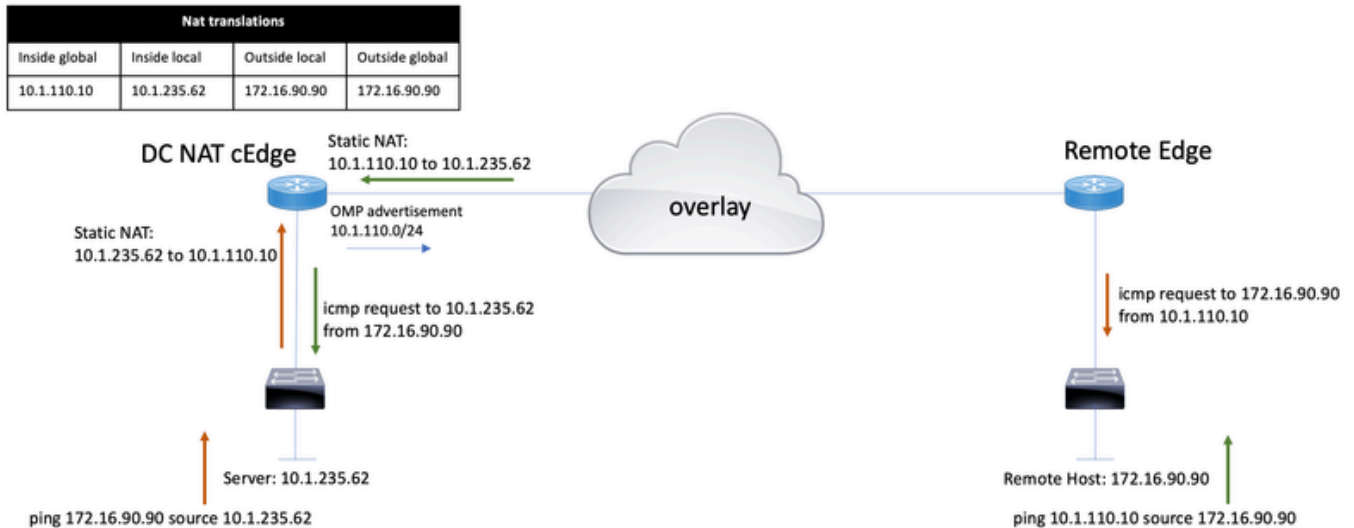 Nat translations
Inside global Inside local Outside local Outside global
10.1.110.10 10.1.235.62 172.16.90.90 172.16.90.90
DC NAT cEdge
Static NAT:
10.1.110.10 to 10.1.235.62
Remote Edge
overlay
OMP advertisement
10.1.110.0/24
Static NAT:
10.1.235.62 to 10.1.110.10
icmp request to 10.1.235.62
from 172.16.90.90
icmp request to 172.16.90.90
from 10.1.110.10
Server: 10.1.235.62
Remote Host: 172.16.90.90
ping 172.16.90.90 source 10.1.235.62
ping 10.1.110.10 source 172.16.90.90